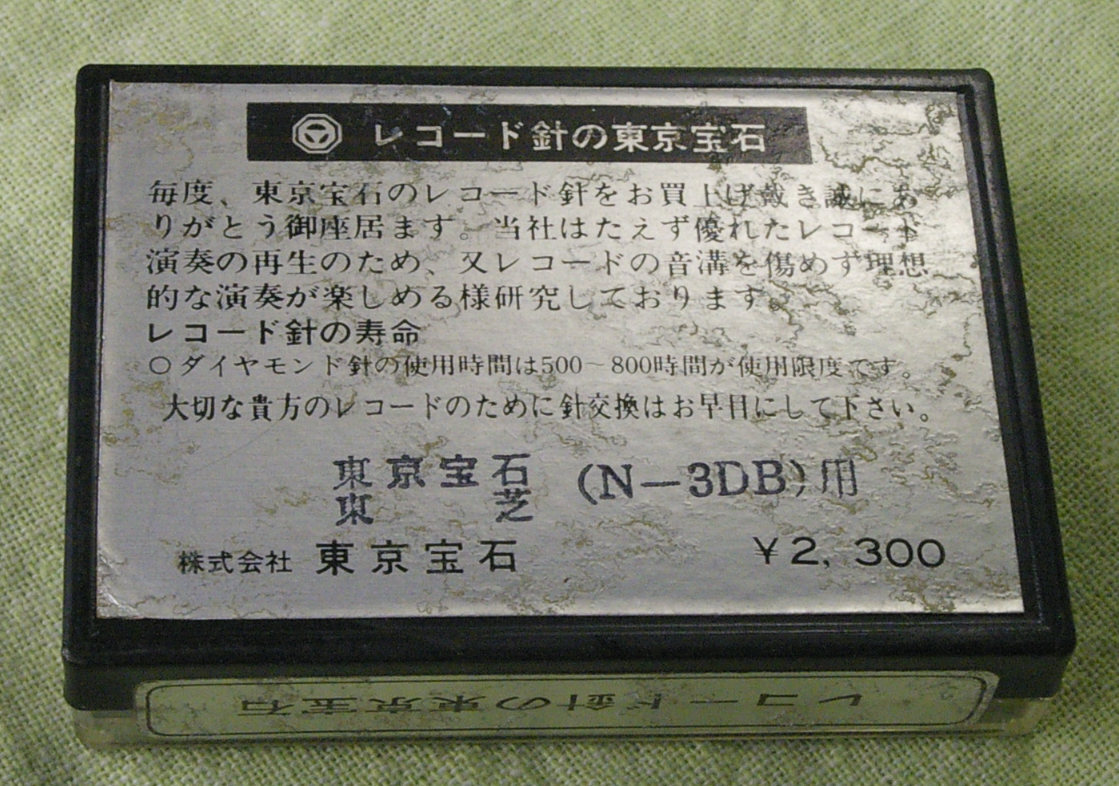 レコード針の東京宝石
毎度、東京宝石のレコード針をお買上げ戴き誠にあ
りがとう御座居ます。当社はたえず優れたレコード
演奏の再生のため、又レコードの音溝を傷めず理想
的な演奏が楽しめる様研究しております。
レコード針の寿命
○ダイヤモンド針の使用時間は500~800時間が使用限度です。
大切な貴方のレコードのために針交換はお早目にして下さい。
東京宝石 (N-3DB)用
東芝
株式会社 東京宝石 ¥2,300
レコード針の東京宝石